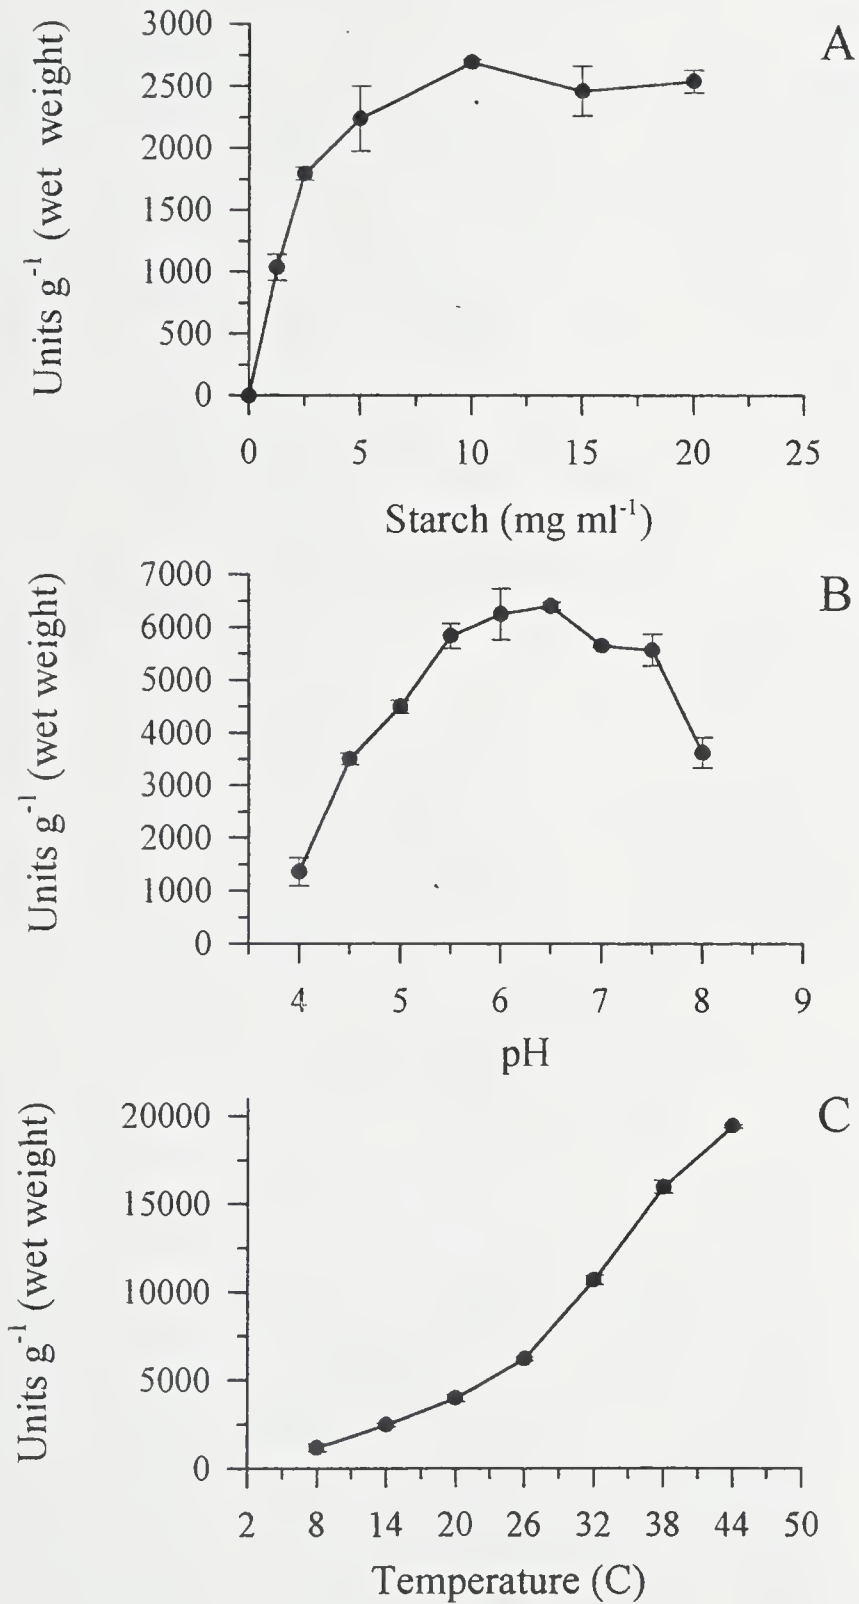 A
Units g⁻¹ (wet weight)
3000
2500
2000
1500
1000
500
0
0 5 10 15 20 25
Starch (mg ml⁻¹)
B
Units g⁻¹ (wet weight)
7000
6000
5000
4000
3000
2000
1000
0
4 5 6 7 8 9
pH
C
Units g⁻¹ (wet weight)
20000
15000
10000
5000
0
2 8 14 20 26 32 38 44 50
Temperature (C)